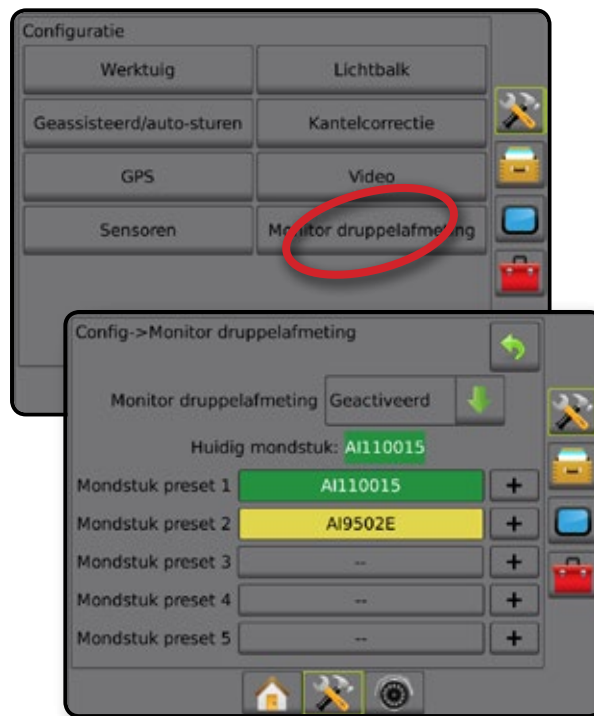 Configuratie
Werktuig Lichtbalk
Geassisteerd/auto-sturen Kantelcorrectie
GPS Video
Sensoren Monitor druppelafmeting
Config->Monitor druppelafmeting
Monitor druppelafmeting Geactiveerd
Huidig mondstuk: AI110015
Mondstuk preset 1 AI110015 +
Mondstuk preset 2 AI9502E +
Mondstuk preset 3 -- +
Mondstuk preset 4 -- +
Mondstuk preset 5 -- +